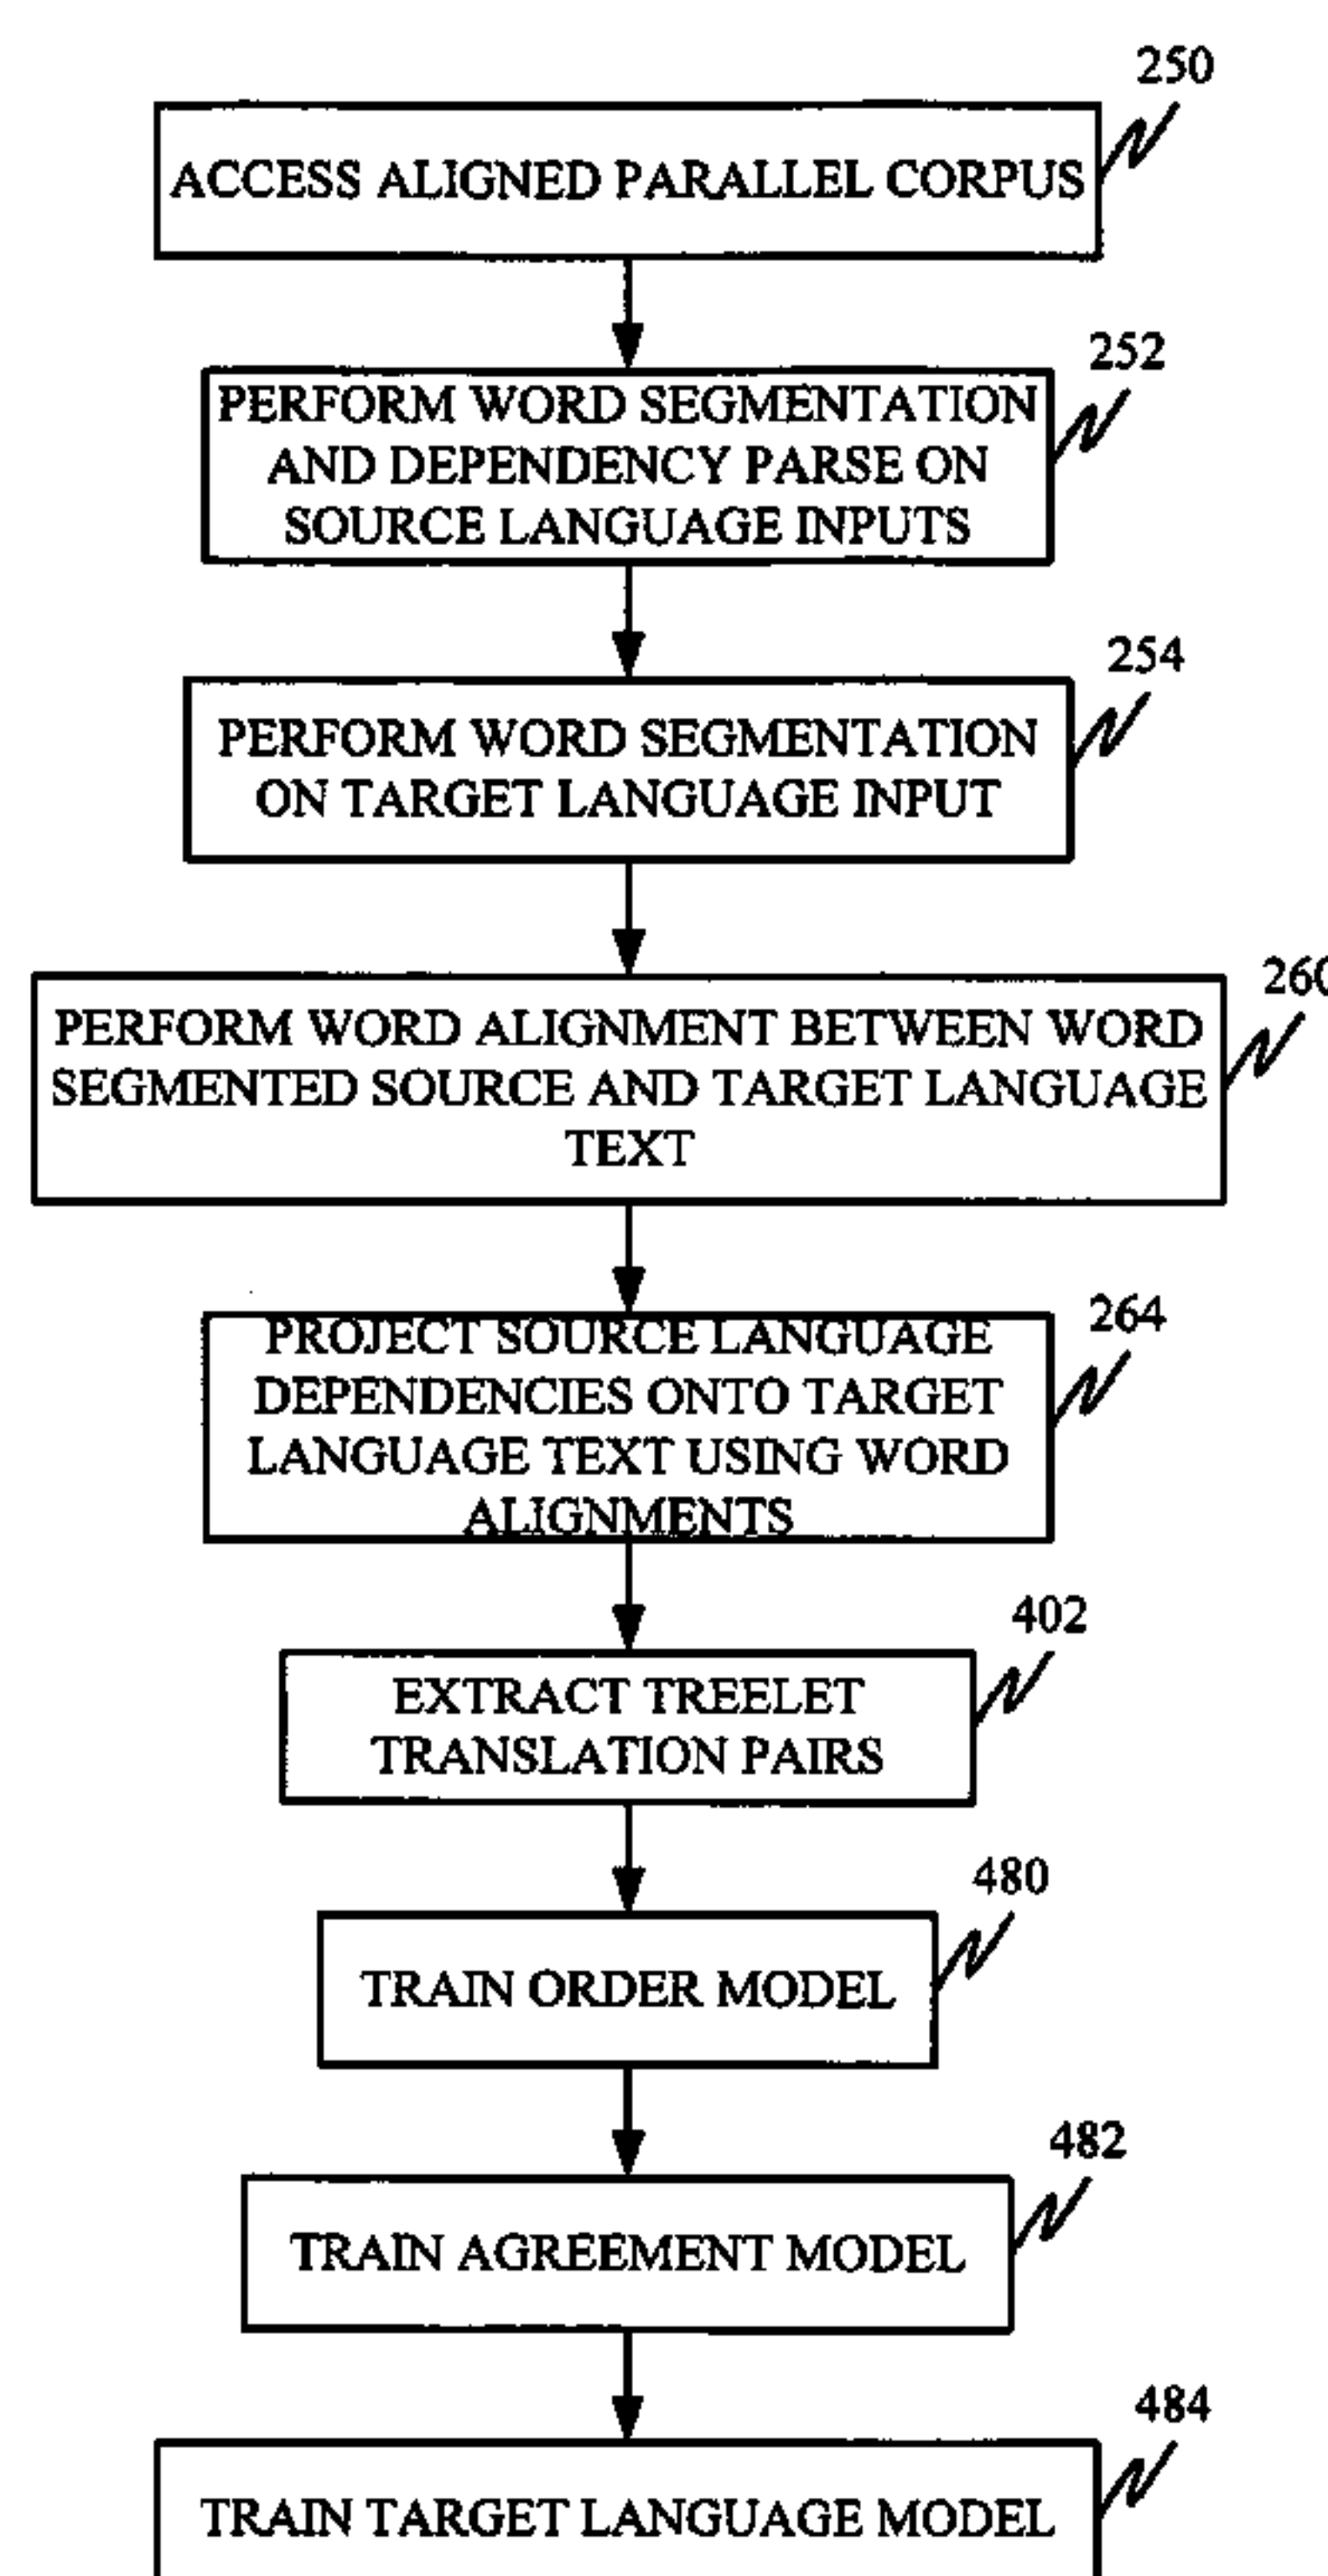 250
ACCESS ALIGNED PARALLEL CORPUS
252
PERFORM WORD SEGMENTATION
AND DEPENDENCY PARSE ON
SOURCE LANGUAGE INPUTS
254
PERFORM WORD SEGMENTATION
ON TARGET LANGUAGE INPUT
260
PERFORM WORD ALIGNMENT BETWEEN WORD
SEGMENTED SOURCE AND TARGET LANGUAGE
TEXT
264
PROJECT SOURCE LANGUAGE
DEPENDENCIES ONTO TARGET
LANGUAGE TEXT USING WORD
ALIGNMENTS
402
EXTRACT TREELET
TRANSLATION PAIRS
480
TRAIN ORDER MODEL
482
TRAIN AGREEMENT MODEL
484
TRAIN TARGET LANGUAGE MODEL